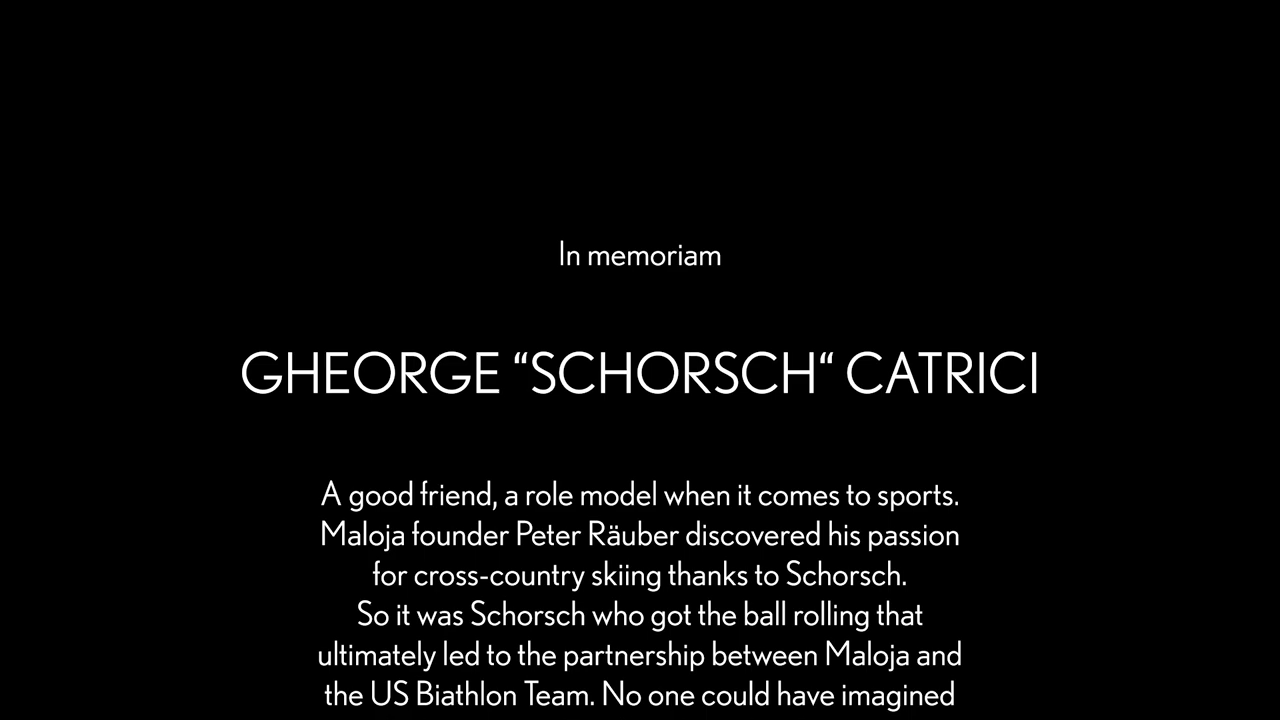 In memoriam
GHEORGE “SCHORSCH“ CATRICI
A good friend, a role model when it comes to sports.
Maloja founder Peter Räuber discovered his passion
for cross-country skiing thanks to Schorsch.
So it was Schorsch who got the ball rolling that
ultimately led to the partnership between Maloja and
the US Biathlon Team. No one could have imagined